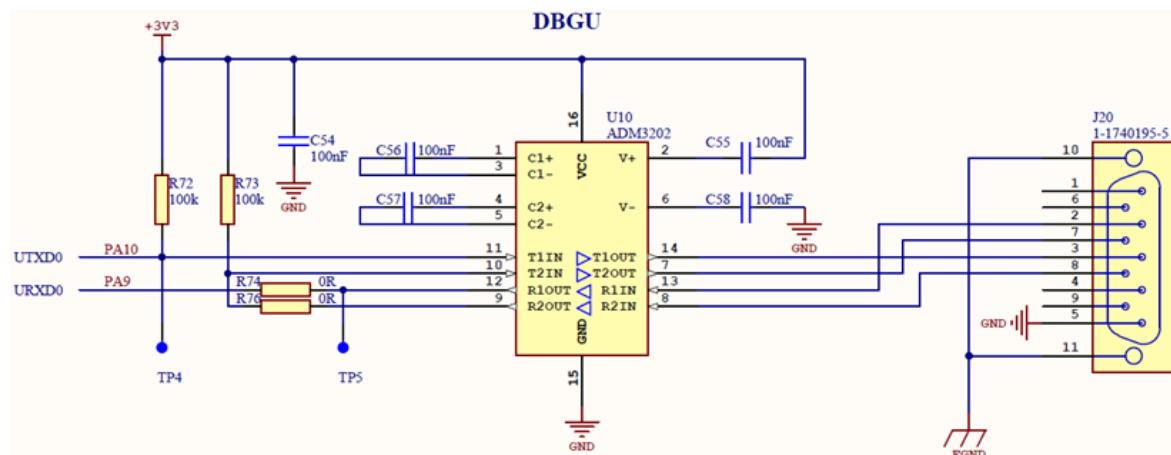 DBGU
+3V3
U10
ADM3202
J20
1-1740195-5
C54
100nF
C56 100nF
C55 100nF
C57 100nF
C58 100nF
R72
100k
R73
100k
GND
UTXD0 PA10
URXD0 PA9
R74 0R
R76 0R
TP4
TP5
16
VCC
1 C1+
3 C1-
4 C2+
5 C2-
11 T1IN
10 T2IN
12 R1OUT
9 R2OUT
V+ 2
V- 6
T1OUT 14
T2OUT 7
R1IN 13
R2IN 8
GND
15
GND
GND
10
1
6
2
7
3
8
4
9
5
11
GND
FGND